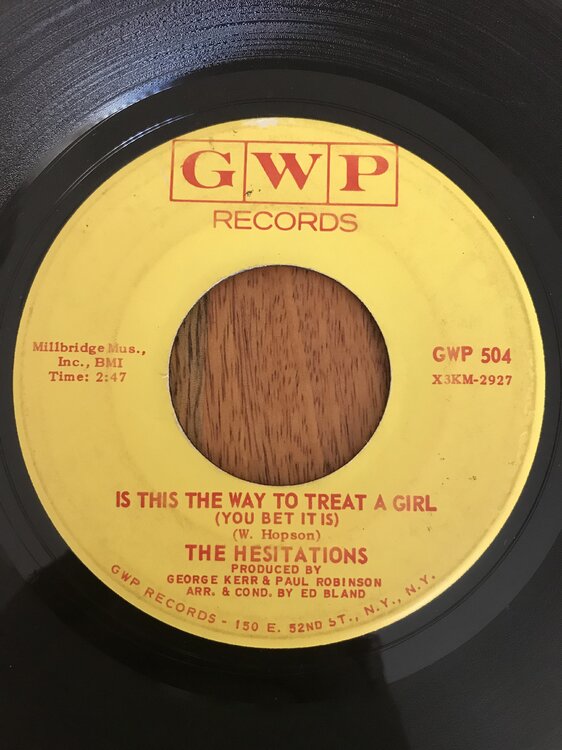 GWP
RECORDS
Millbridge Mus.,
Inc., BMI
Time: 2:47
GWP 504
X3KM-2927
IS THIS THE WAY TO TREAT A GIRL
(YOU BET IT IS)
(W. Hopson)
THE HESITATIONS
PRODUCED BY
GEORGE KERR & PAUL ROBINSON
ARR. & COND. BY ED BLAND
GWP RECORDS - 150 E. 52ND ST., N.Y., N.Y.